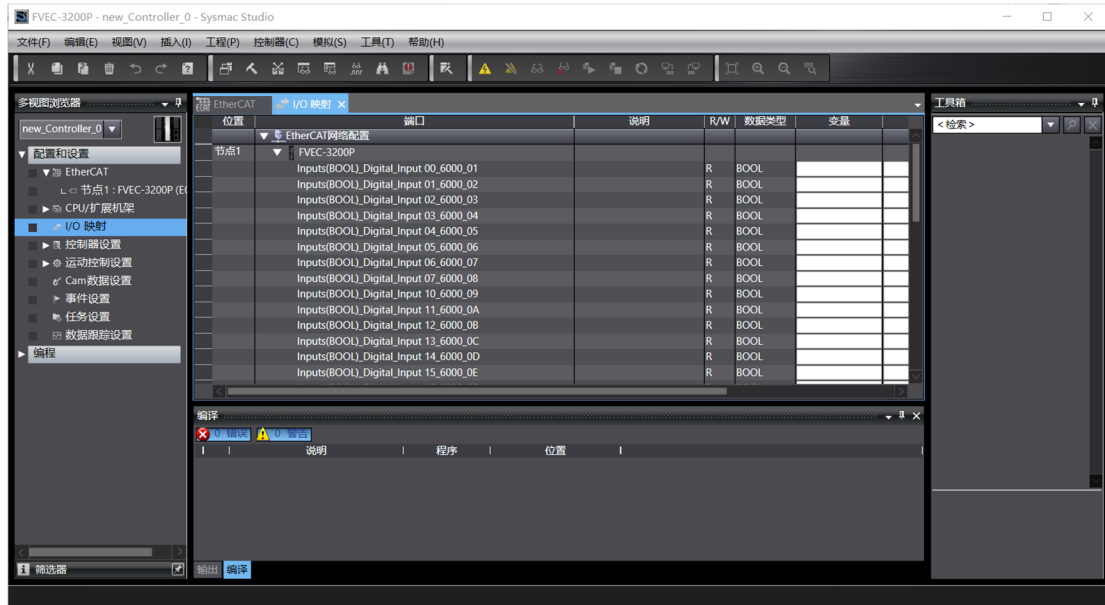 FVEC-3200P - new_Controller_0 - Sysmac Studio
文件(F) 编辑(E) 视图(V) 插入(I) 工程(P) 控制器(C) 模拟(S) 工具(T) 帮助(H)
多视图浏览器
new_Controller_0
配置和设置
EtherCAT
节点1 : FVEC-3200P (E
CPU/扩展机架
I/O 映射
控制器设置
运动控制设置
Cam数据设置
事件设置
任务设置
数据跟踪设置
编程
筛选器
EtherCAT I/O 映射
位置 端口 说明 R/W 数据类型 变量
EtherCAT网络配置
节点1 FVEC-3200P
Inputs(BOOL)_Digital_Input 00_6000_01 R BOOL
Inputs(BOOL)_Digital_Input 01_6000_02 R BOOL
Inputs(BOOL)_Digital_Input 02_6000_03 R BOOL
Inputs(BOOL)_Digital_Input 03_6000_04 R BOOL
Inputs(BOOL)_Digital_Input 04_6000_05 R BOOL
Inputs(BOOL)_Digital_Input 05_6000_06 R BOOL
Inputs(BOOL)_Digital_Input 06_6000_07 R BOOL
Inputs(BOOL)_Digital_Input 07_6000_08 R BOOL
Inputs(BOOL)_Digital_Input 10_6000_09 R BOOL
Inputs(BOOL)_Digital_Input 11_6000_0A R BOOL
Inputs(BOOL)_Digital_Input 12_6000_0B R BOOL
Inputs(BOOL)_Digital_Input 13_6000_0C R BOOL
Inputs(BOOL)_Digital_Input 14_6000_0D R BOOL
Inputs(BOOL)_Digital_Input 15_6000_0E R BOOL
编译
0 错误 0 警告
说明 程序 位置
输出 编译
工具箱
<检索>